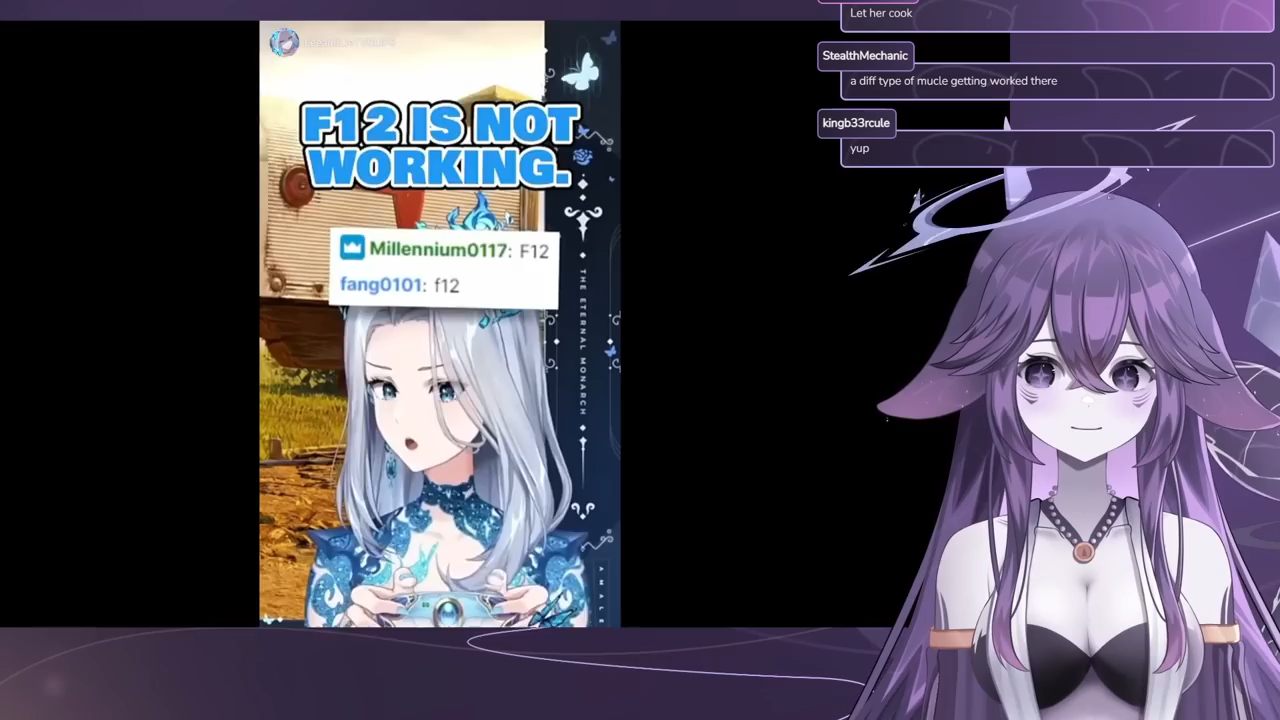 F12 IS NOT
WORKING.
Millennium0117: F12
fang0101: f12
THE ETERNAL MONARCH
Let her cook
StealthMechanic
a diff type of mucle getting worked there
kingb33rcule
yup